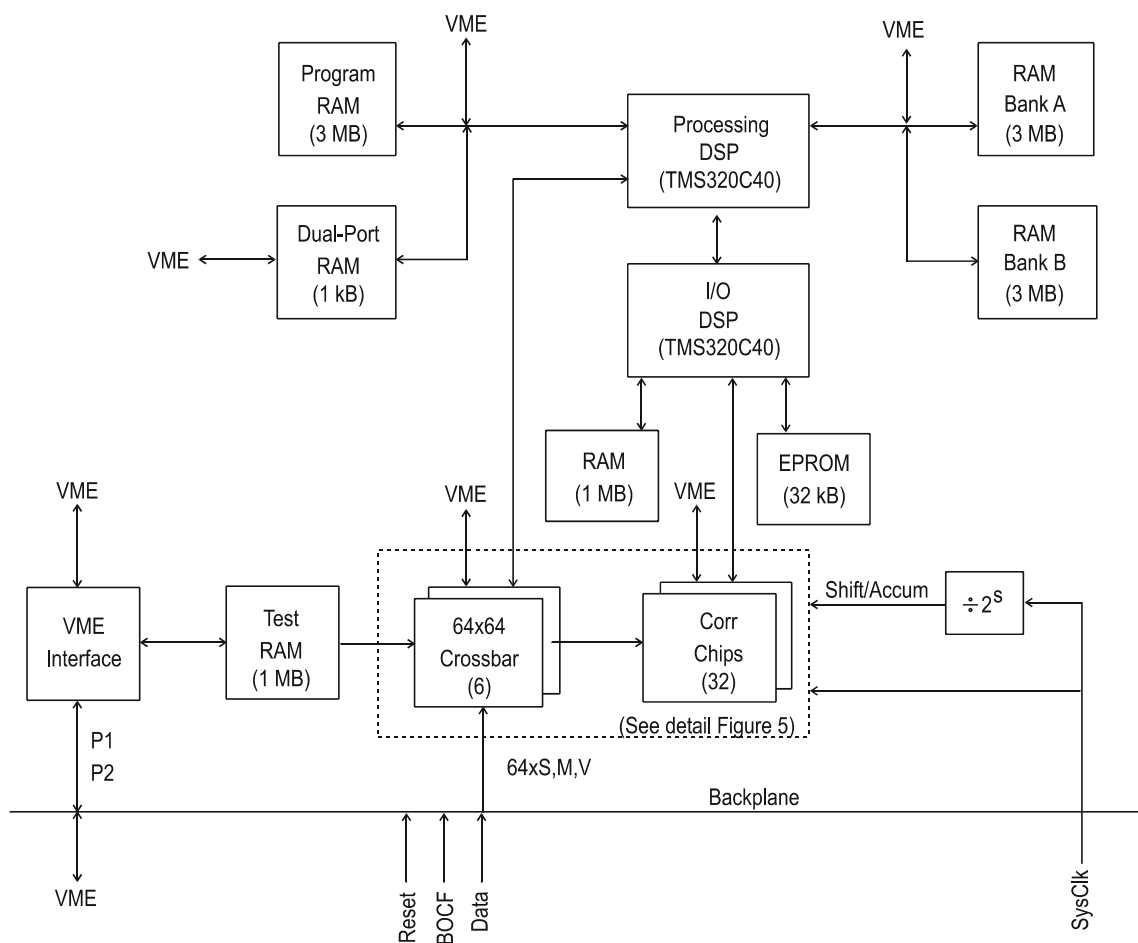 VME
VME
Program
RAM
(3 MB)
Processing
DSP
(TMS320C40)
RAM
Bank A
(3 MB)
Dual-Port
RAM
(1 kB)
VME
I/O
DSP
(TMS320C40)
RAM
Bank B
(3 MB)
RAM
(1 MB)
EPROM
(32 kB)
VME
VME
VME
VME
Interface
Test
RAM
(1 MB)
64x64
Crossbar
(6)
Corr
Chips
(32)
Shift/Accum
÷2ˢ
(See detail Figure 5)
P1
P2
64xS,M,V
Backplane
VME
Reset
BOCF
Data
SysClk